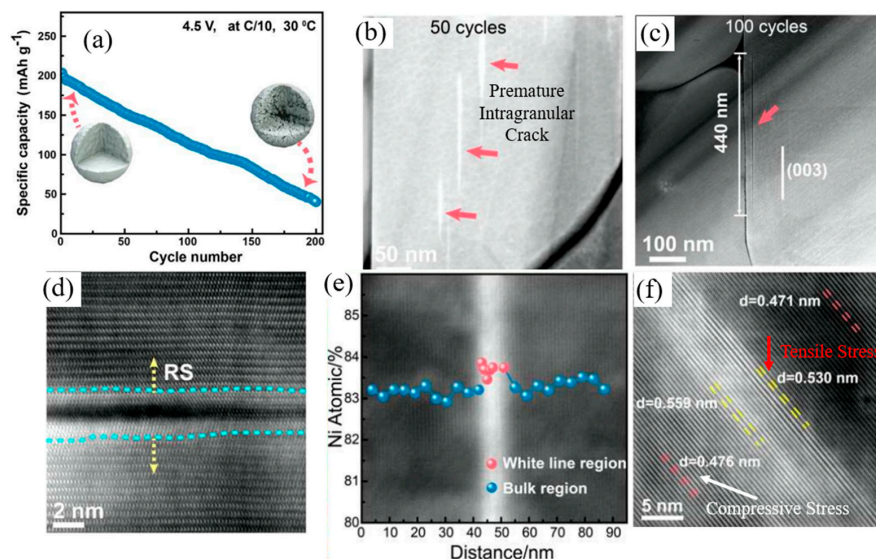 (a)
4.5 V, at C/10, 30 ºC
Specific capacity (mAh g⁻¹)
250
200
150
100
50
0
0
50
100
150
200
Cycle number
(b)
50 cycles
Premature
Intragranular
Crack
50 nm
(c)
100 cycles
440 nm
(003)
100 nm
(d)
RS
2 nm
(e)
Ni Atomic/%
85
84
83
82
81
80
White line region
Bulk region
0 10 20 30 40 50 60 70 80 90
Distance/nm
(f)
d=0.471 nm
Tensile Stress
d=0.530 nm
d=0.559 nm
d=0.476 nm
Compressive Stress
5 nm